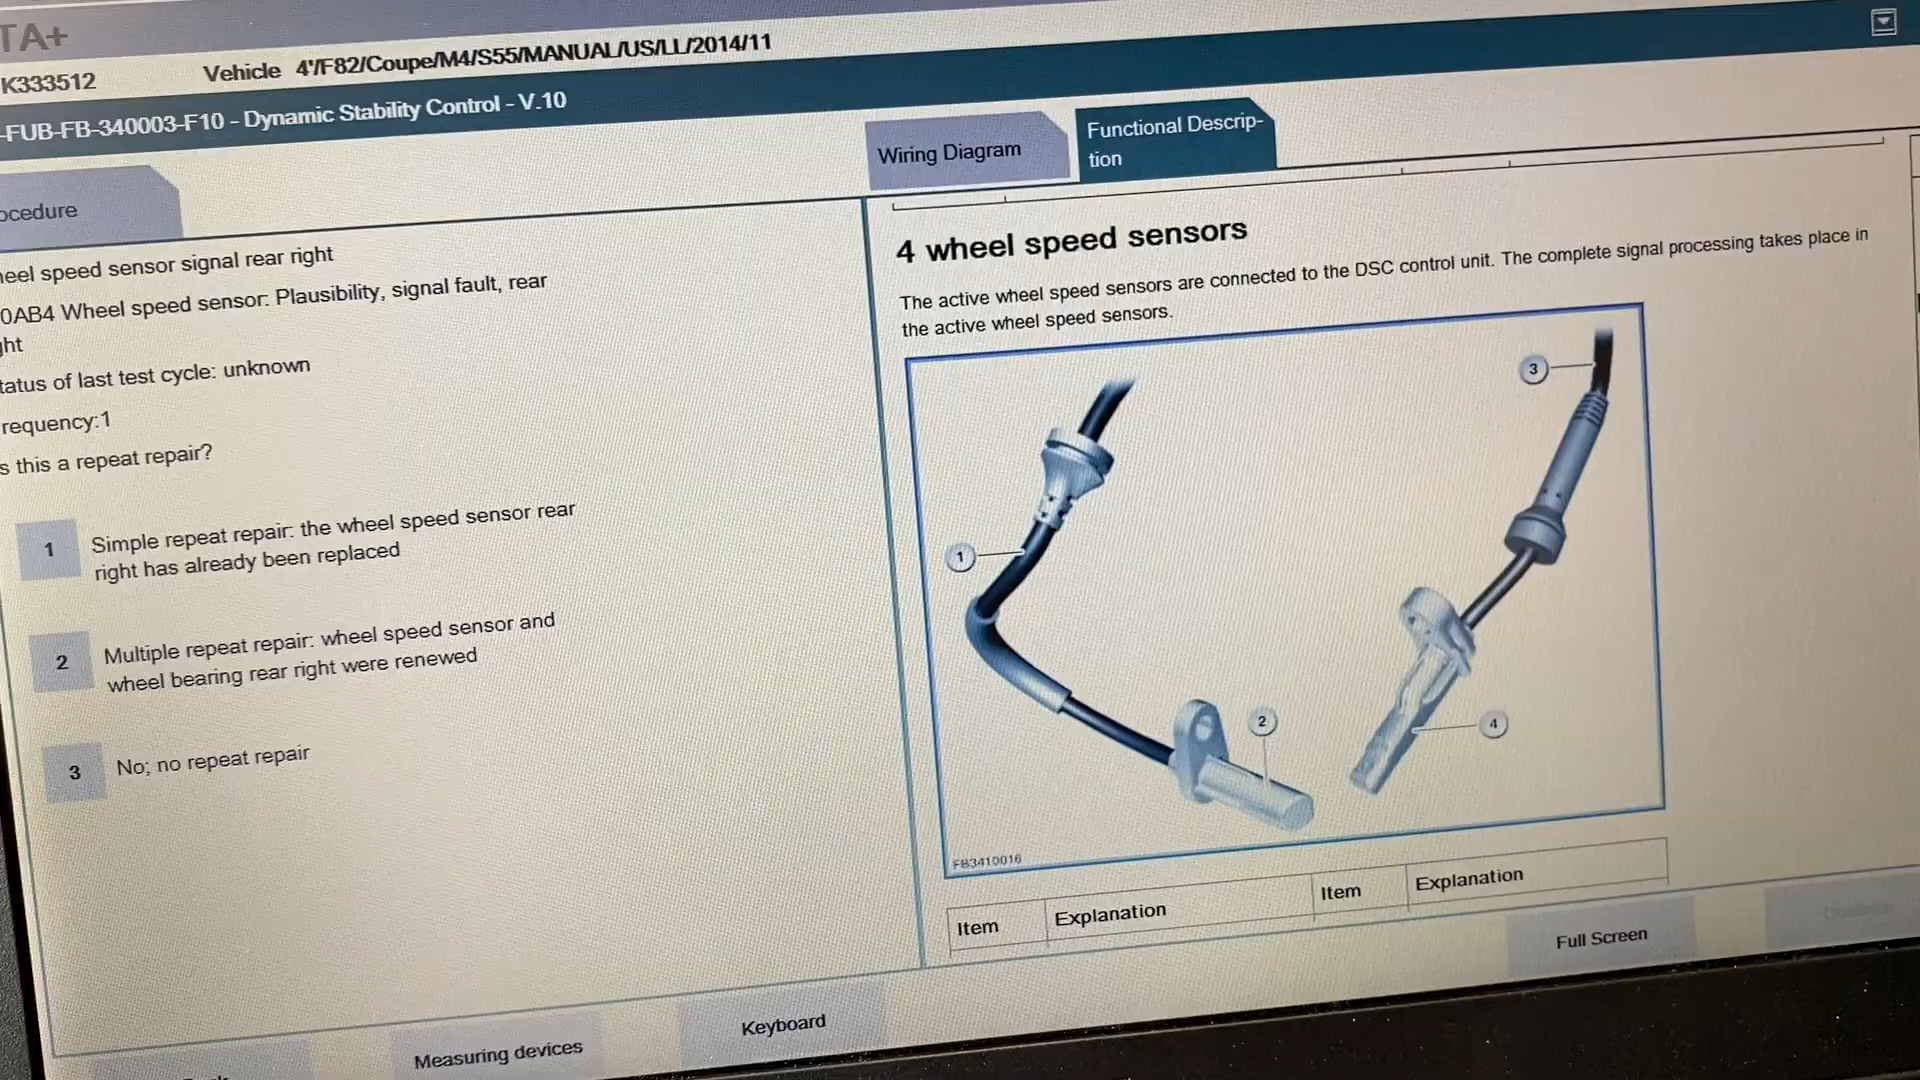 TA+
K333512
Vehicle 4'/F82/Coupe/M4/S55/MANUAL/US/LL/2014/11
-FUB-FB-340003-F10 - Dynamic Stability Control - V.10
ocedure
Wiring Diagram
Functional Descrip-
tion
eel speed sensor signal rear right
0AB4 Wheel speed sensor: Plausibility, signal fault, rear
ht
tatus of last test cycle: unknown
requency:1
s this a repeat repair?
1
Simple repeat repair: the wheel speed sensor rear
right has already been replaced
2
Multiple repeat repair: wheel speed sensor and
wheel bearing rear right were renewed
3
No; no repeat repair
4 wheel speed sensors
The active wheel speed sensors are connected to the DSC control unit. The complete signal processing takes place in
the active wheel speed sensors.
3
1
2
4
FB3410016
Item Explanation Item Explanation
Full Screen
Keyboard
Measuring devices